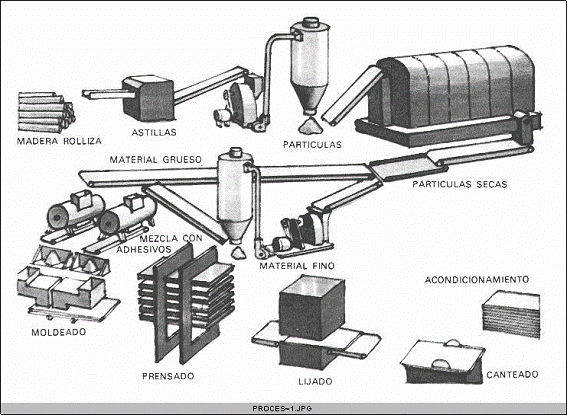 MADERA ROLLIZA
ASTILLAS
PARTICULAS
MATERIAL GRUESO
PARTICULAS SECAS
MEZCLA CON
ADHESIVOS
MATERIAL FINO
MOLDEADO
PRENSADO
LIJADO
ACONDICIONAMIENTO
CANTEADO
PROCES~1.JPG